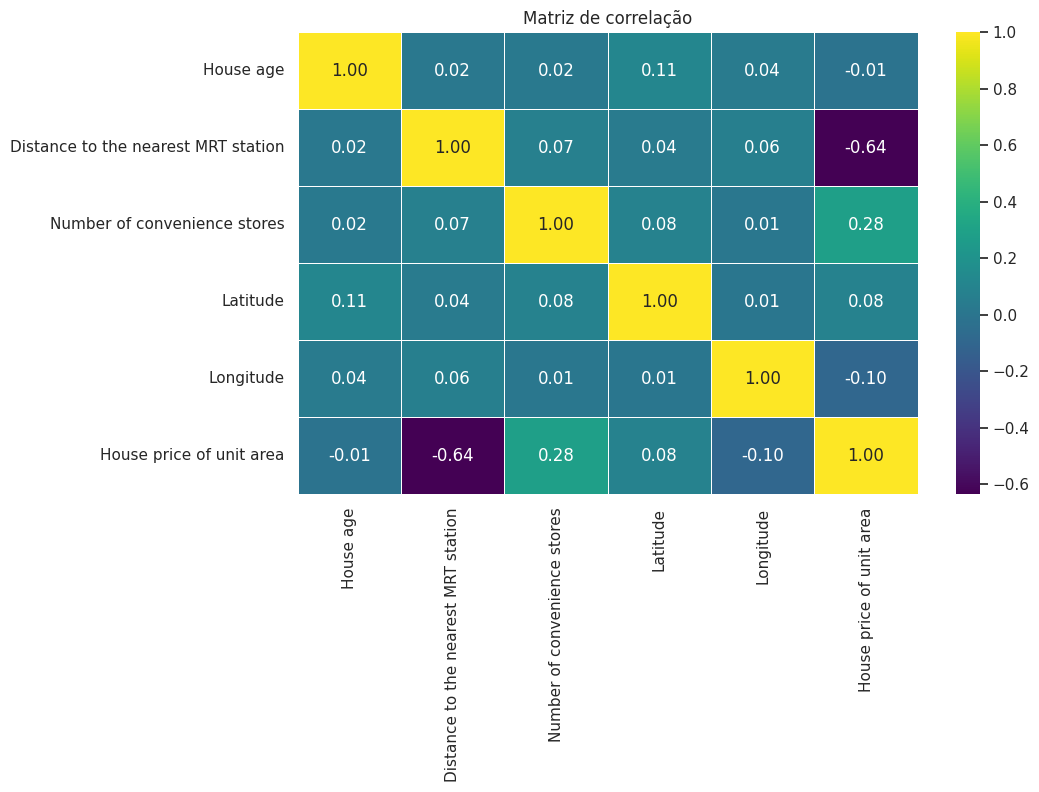 Matriz de correlação
House age
1.00 0.02 0.02 0.11 0.04 -0.01
Distance to the nearest MRT station
0.02 1.00 0.07 0.04 0.06 -0.64
Number of convenience stores
0.02 0.07 1.00 0.08 0.01 0.28
Latitude
0.11 0.04 0.08 1.00 0.01 0.08
Longitude
0.04 0.06 0.01 0.01 1.00 -0.10
House price of unit area
-0.01 -0.64 0.28 0.08 -0.10 1.00
House age
Distance to the nearest MRT station
Number of convenience stores
Latitude
Longitude
House price of unit area
1.0
0.8
0.6
0.4
0.2
0.0
−0.2
−0.4
−0.6